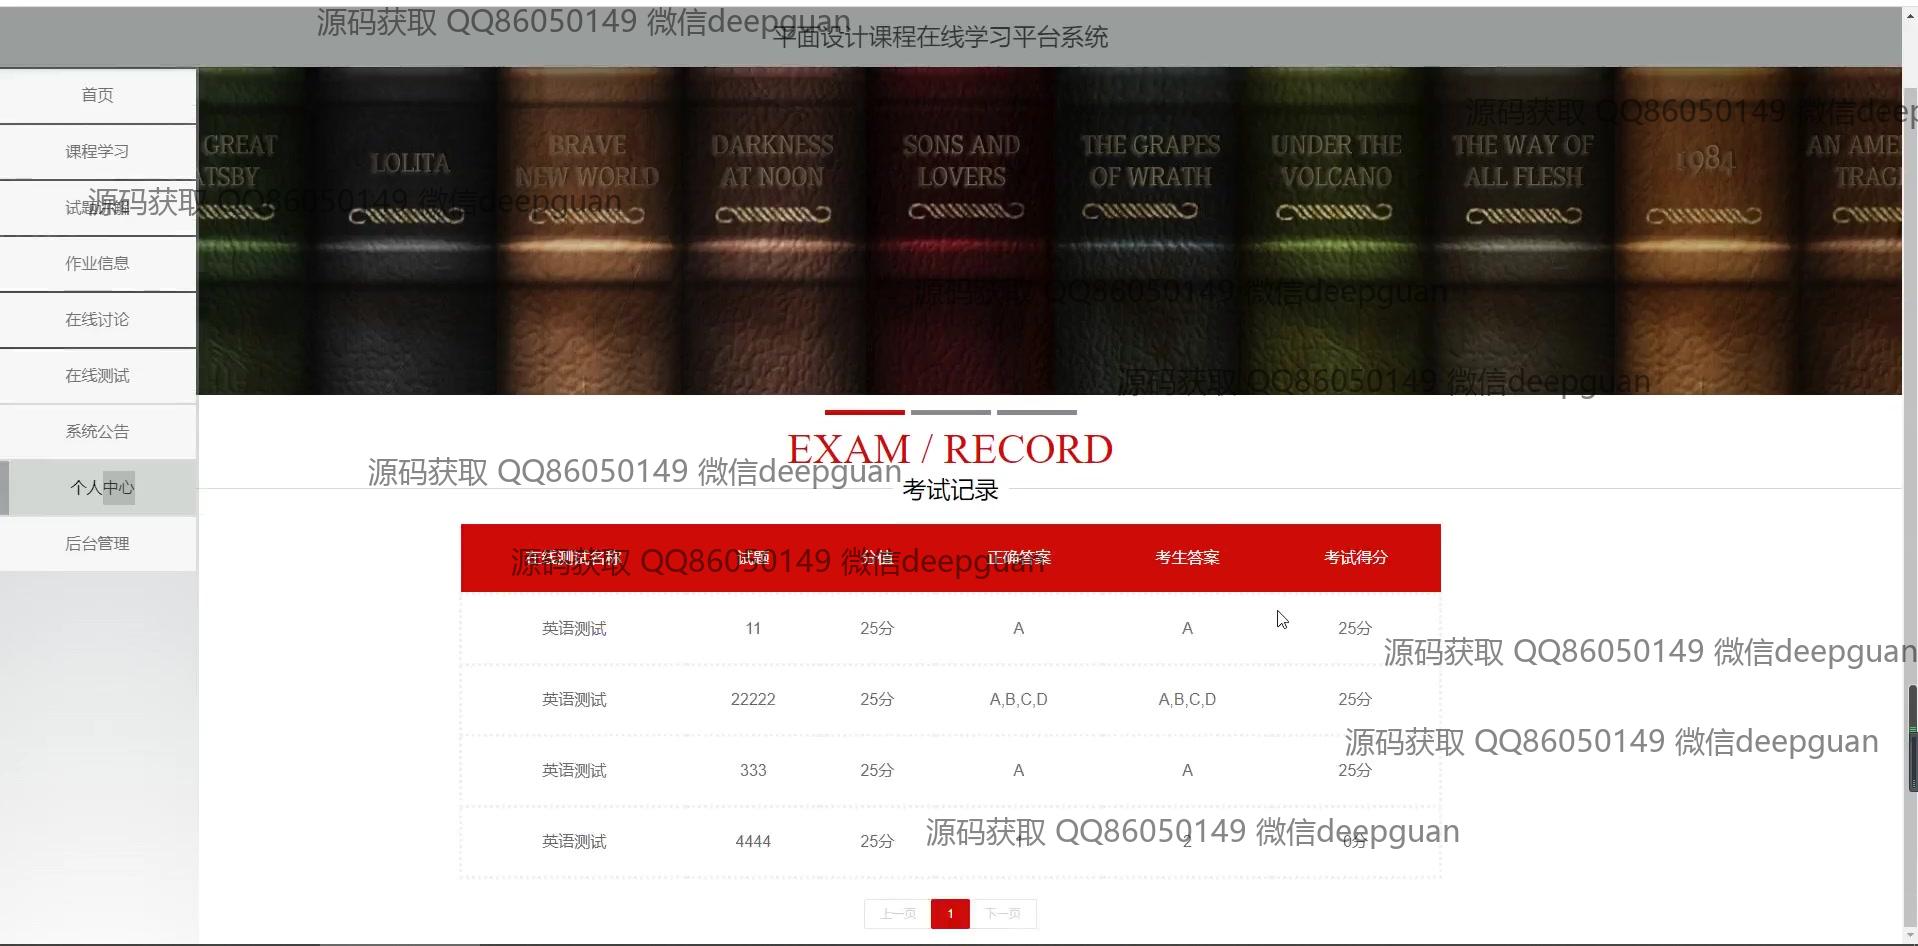 源码获取 QQ86050149 微信deepguan
平面设计课程在线学习平台系统
首页
课程学习
作业信息
在线讨论
在线测试
系统公告
个人中心
后台管理
GREAT
ATSBY
LOLITA
BRAVE
NEW WORLD
DARKNESS
AT NOON
SONS AND
LOVERS
THE GRAPES
OF WRATH
UNDER THE
VOLCANO
THE WAY OF
ALL FLESH
1984
AN AME
TRAG
源码获取 QQ86050149 微信deep
源码获取 QQ86050149 微信deepguan
源码获取 QQ86050149 微信deepguan
源码获取 QQ86050149 微信deepguan
EXAM / RECORD
源码获取 QQ86050149 微信deepguan
考试记录
在线测试名称 试题 分值 正确答案 考生答案 考试得分
源码获取 QQ86050149 微信deepguan
英语测试 11 25分 A A 25分
源码获取 QQ86050149 微信deepguan
英语测试 22222 25分 A,B,C,D A,B,C,D 25分
源码获取 QQ86050149 微信deepguan
英语测试 333 25分 A A 25分
源码获取 QQ86050149 微信deepguan
英语测试 4444 25分 2 0分
上一页 1 下一页